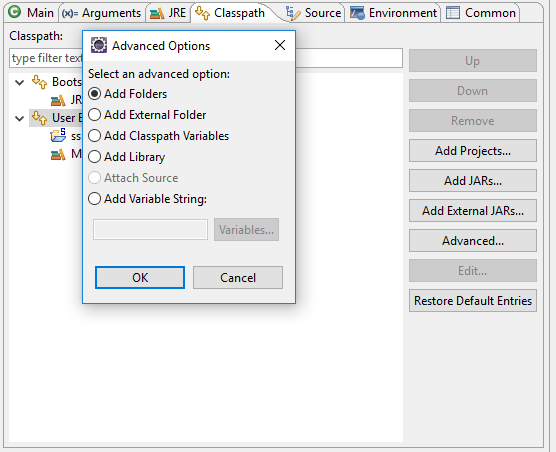 Main (x)= Arguments JRE Classpath Source Environment Common
Classpath:
type filter tex
Advanced Options
Select an advanced option:
Add Folders
Add External Folder
Add Classpath Variables
Add Library
Attach Source
Add Variable String:
Variables...
OK
Cancel
Boots
JR
User E
ss
M
Up
Down
Remove
Add Projects...
Add JARs...
Add External JARs...
Advanced...
Edit...
Restore Default Entries